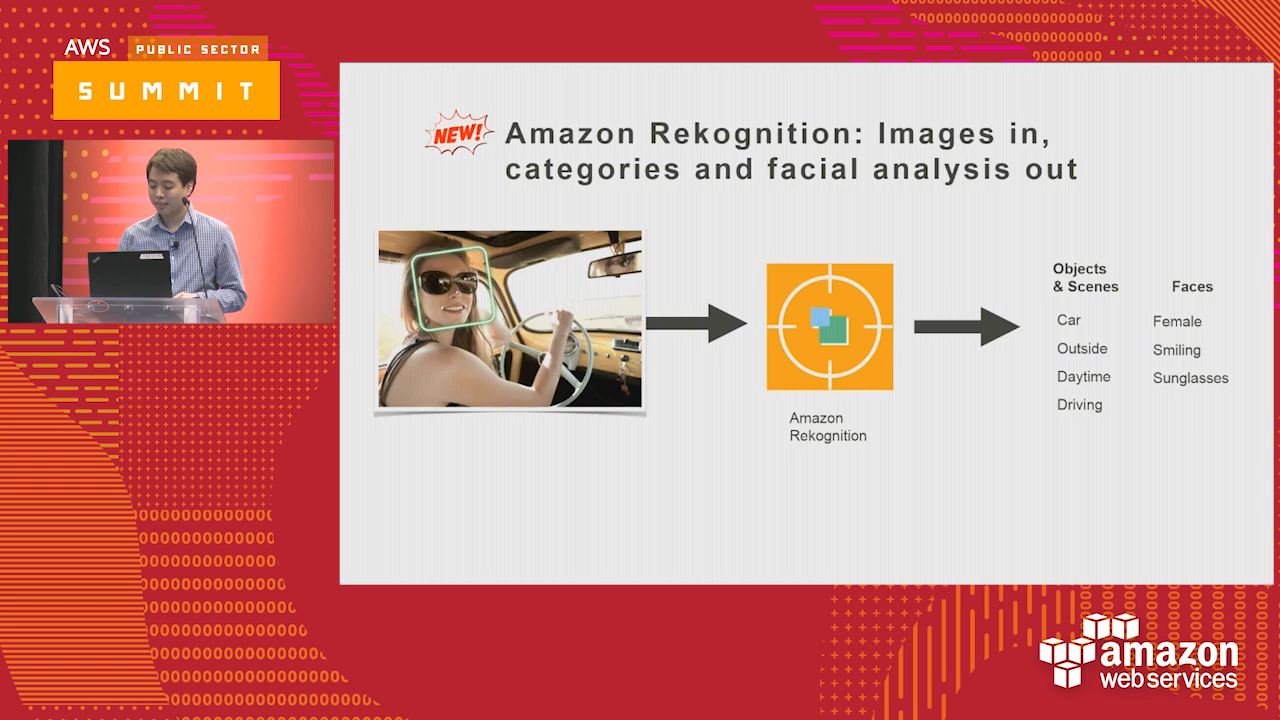 AWS PUBLIC SECTOR
SUMMIT
NEW!
Amazon Rekognition: Images in,
categories and facial analysis out
Objects
& Scenes
Faces
Car
Outside
Daytime
Driving
Female
Smiling
Sunglasses
Amazon
Rekognition
amazon
web services